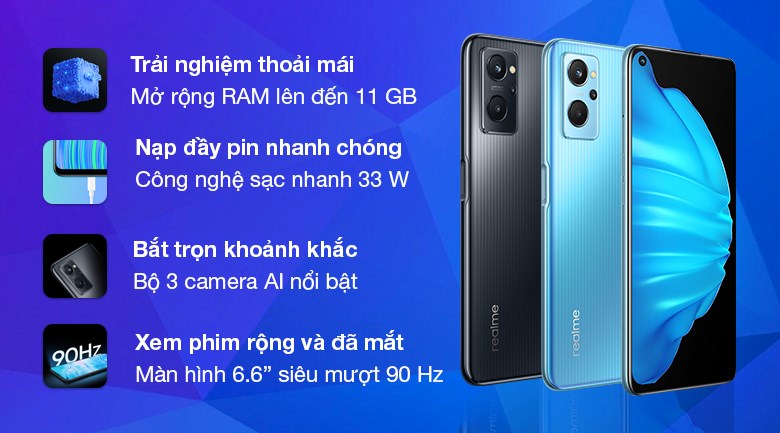 Trải nghiệm thoải mái
Mở rộng RAM lên đến 11 GB
Nạp đầy pin nhanh chóng
Công nghệ sạc nhanh 33 W
Bắt trọn khoảnh khắc
Bộ 3 camera AI nổi bật
90Hz
Xem phim rộng và đã mắt
Màn hình 6.6” siêu mượt 90 Hz
realme
realme